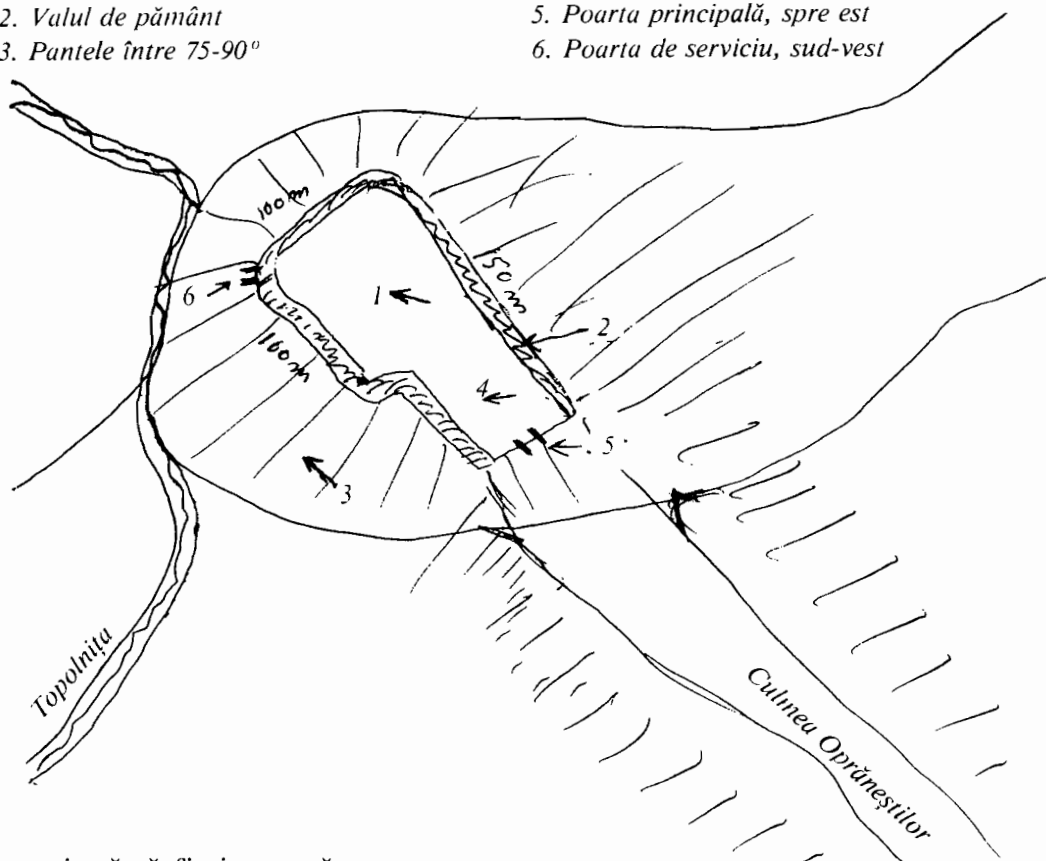 2. Valul de pământ
3. Pantele între 75-90°
5. Poarta principală, spre est
6. Poarta de serviciu, sud-vest
100 m
150 m
1
2
6
160 m
4
5
3
Topolnița
Culmea Oprăneștilor